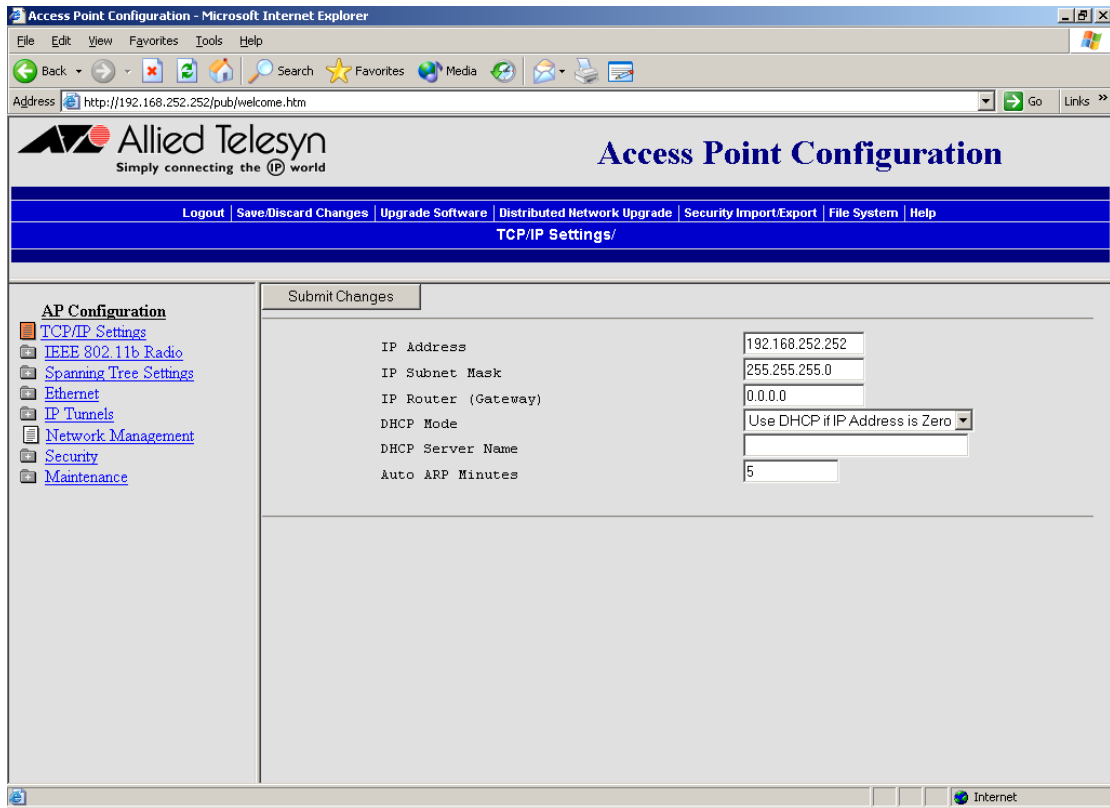 Access Point Configuration - Microsoft Internet Explorer
File Edit View Favorites Tools Help
Back Search Favorites Media
Address http://192.168.252.252/pub/welcome.htm Go Links »
Allied Telesyn
Simply connecting the IP world
Access Point Configuration
Logout | Save/Discard Changes | Upgrade Software | Distributed Network Upgrade | Security Import/Export | File System | Help
TCP/IP Settings/
AP Configuration
TCP/IP Settings
IEEE 802.11b Radio
Spanning Tree Settings
Ethernet
IP Tunnels
Network Management
Security
Maintenance
Submit Changes
IP Address 192.168.252.252
IP Subnet Mask 255.255.255.0
IP Router (Gateway) 0.0.0.0
DHCP Mode Use DHCP if IP Address is Zero
DHCP Server Name
Auto ARP Minutes 5
Internet